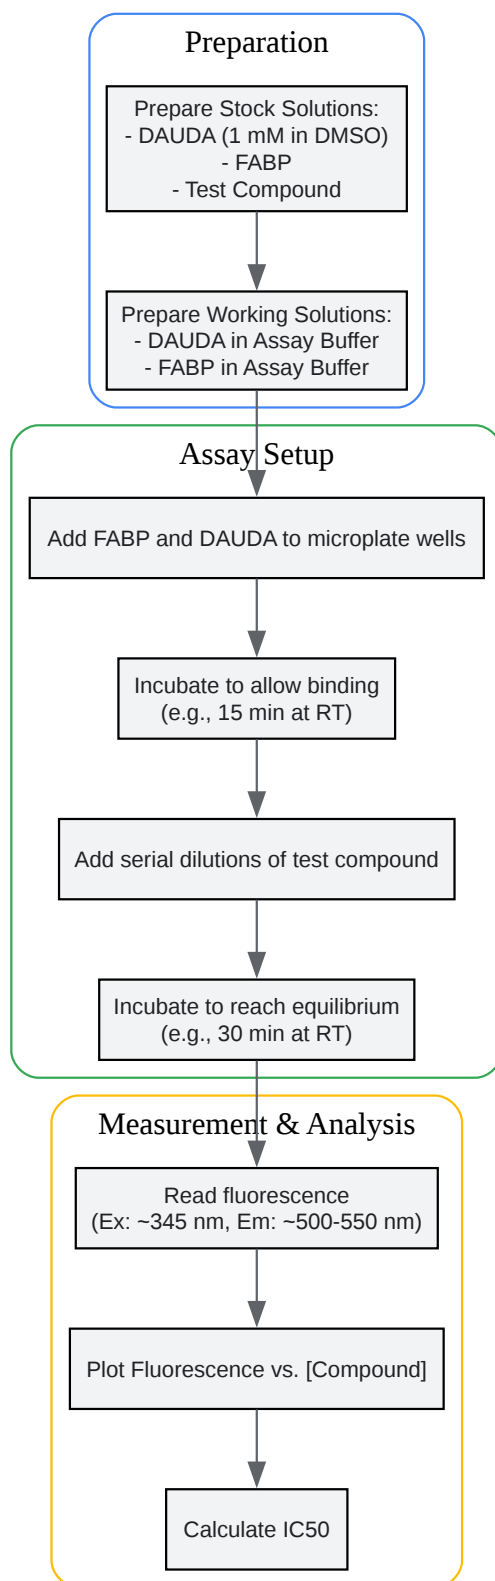 Preparation
Prepare Stock Solutions:
- DAUDA (1 mM in DMSO)
- FABP
- Test Compound
Prepare Working Solutions:
- DAUDA in Assay Buffer
- FABP in Assay Buffer
Assay Setup
Add FABP and DAUDA to microplate wells
Incubate to allow binding
(e.g., 15 min at RT)
Add serial dilutions of test compound
Incubate to reach equilibrium
(e.g., 30 min at RT)
Measurement & Analysis
Read fluorescence
(Ex: ~345 nm, Em: ~500-550 nm)
Plot Fluorescence vs. [Compound]
Calculate IC50